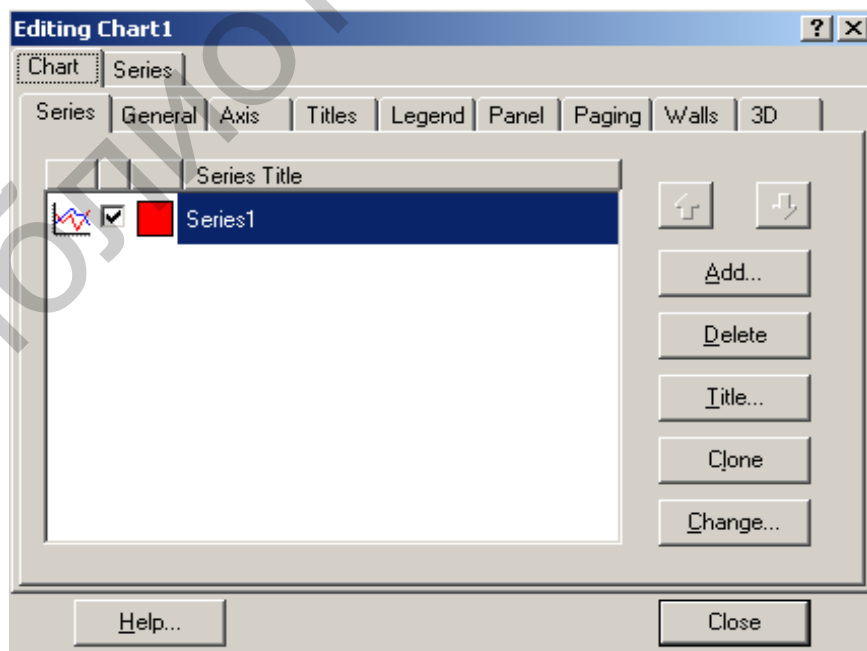 Editing Chart1
Chart Series
Series General Axis Titles Legend Panel Paging Walls 3D
Series Title
Series1
Add...
Delete
Title...
Clone
Change...
Help... Close